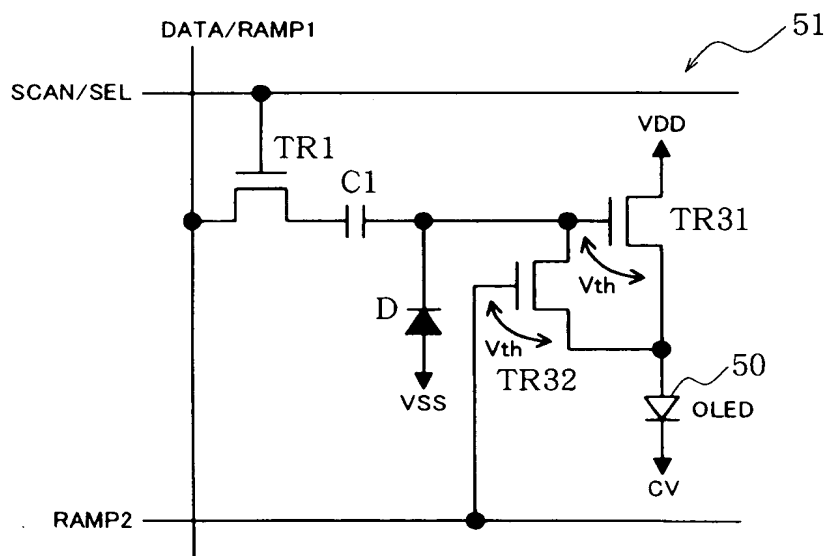 DATA/RAMP1
51
SCAN/SEL
VDD
TR1
C1
TR31
Vth
D
Vth
TR32
VSS
50
OLED
CV
RAMP2